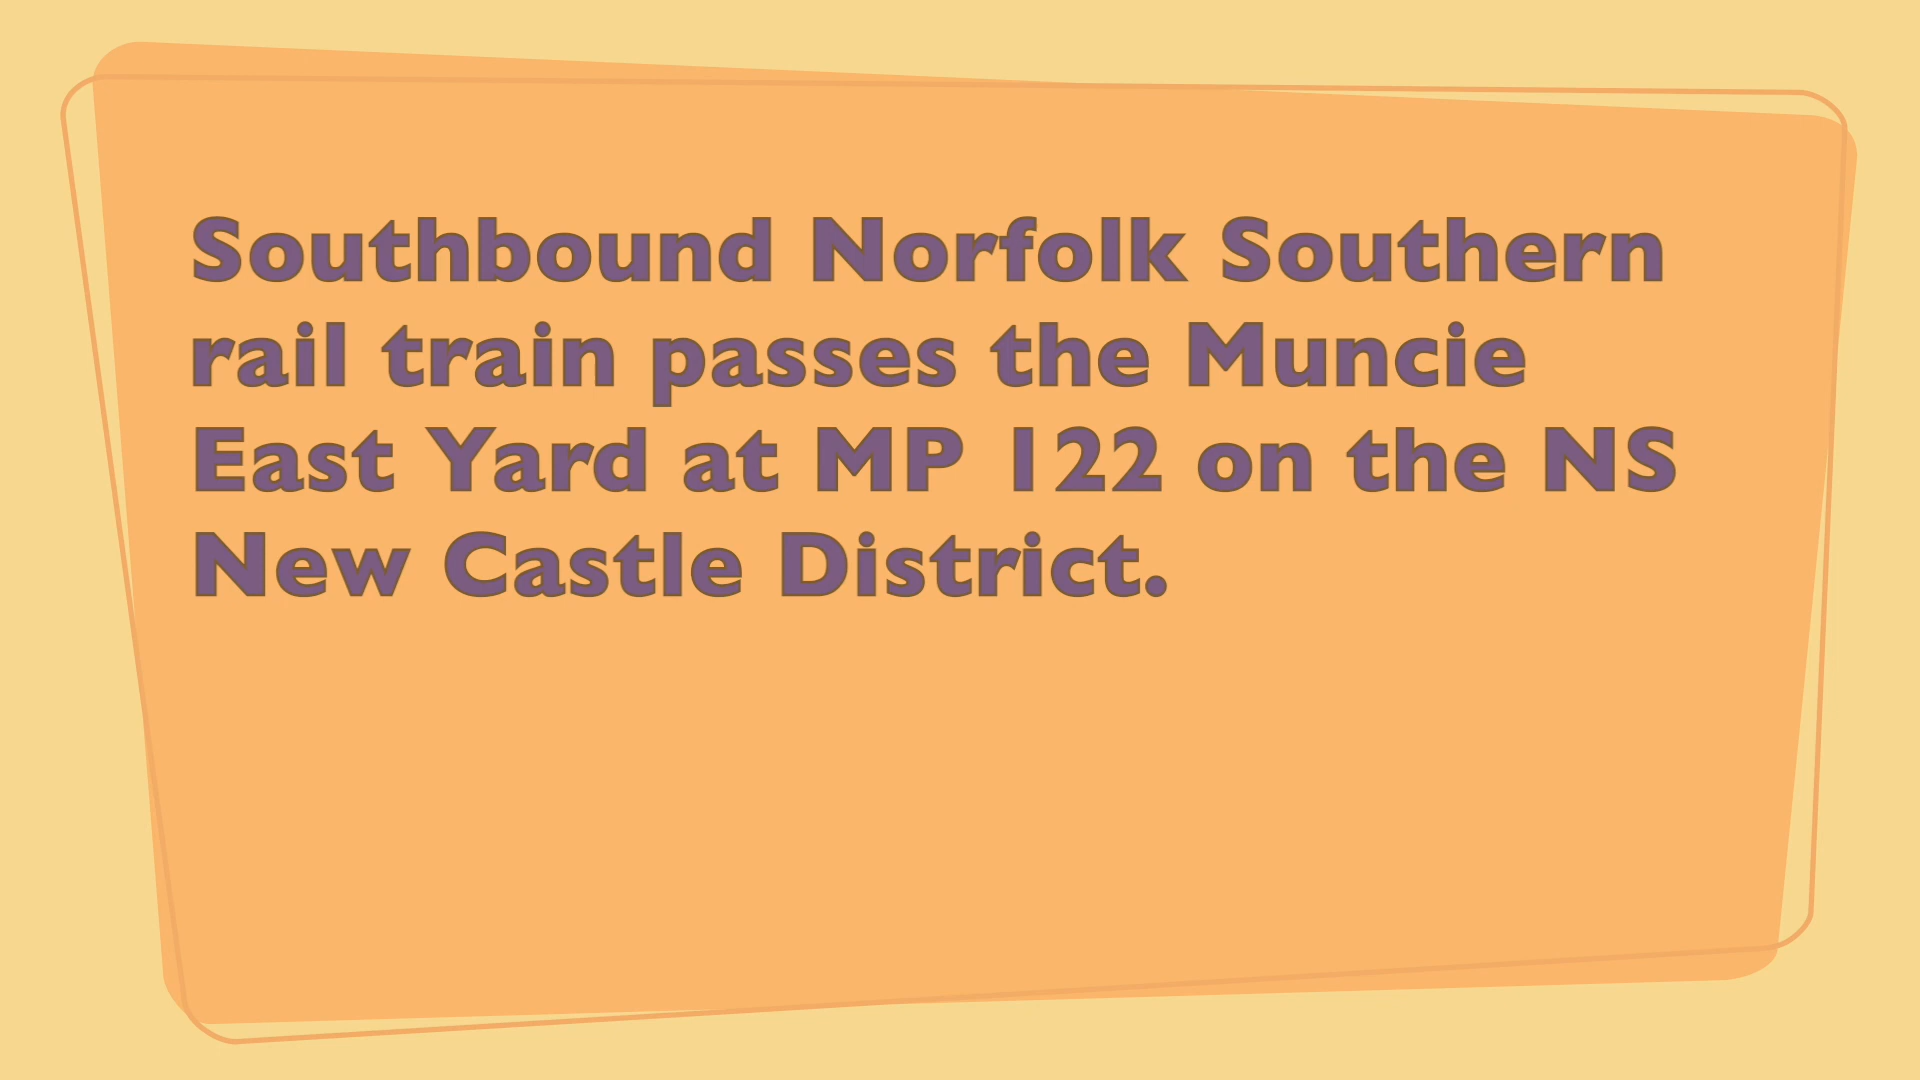 Southbound Norfolk Southern
rail train passes the Muncie
East Yard at MP 122 on the NS
New Castle District.